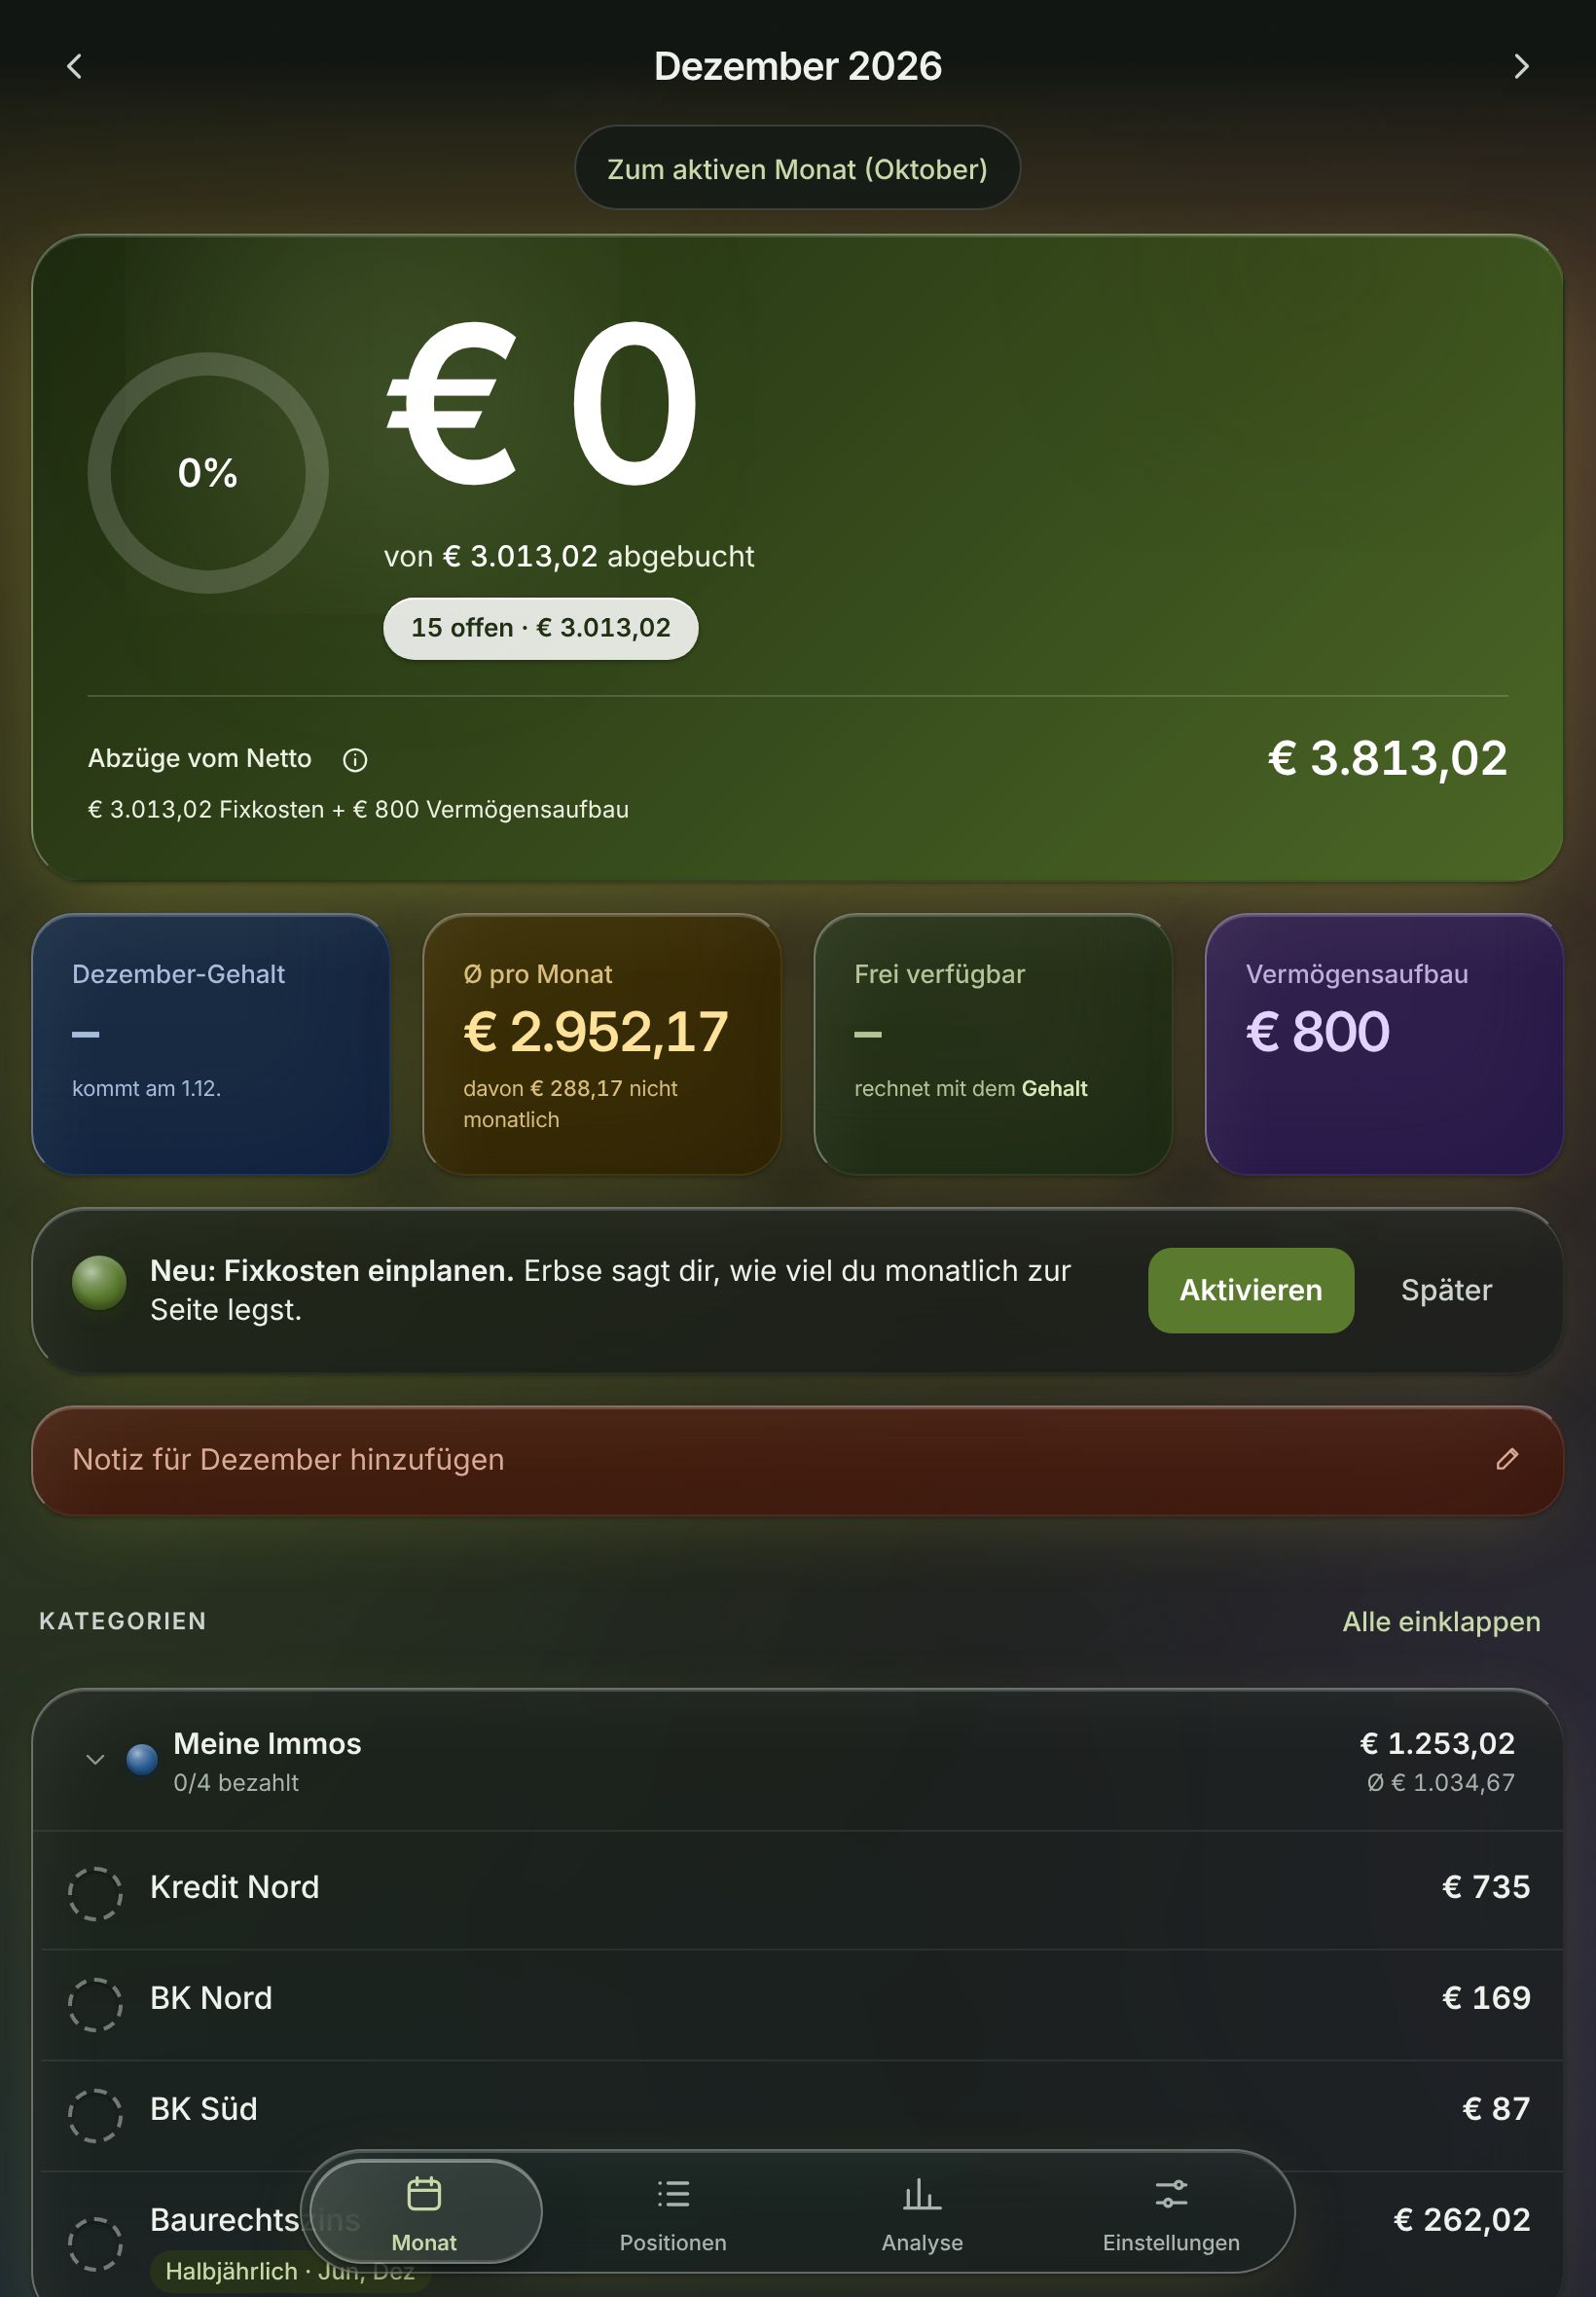 Dezember 2026
Zum aktiven Monat (Oktober)
0%
€ 0
von € 3.013,02 abgebucht
15 offen · € 3.013,02
Abzüge vom Netto
€ 3.813,02
€ 3.013,02 Fixkosten + € 800 Vermögensaufbau
Dezember-Gehalt
–
kommt am 1.12.
Ø pro Monat
€ 2.952,17
davon € 288,17 nicht
monatlich
Frei verfügbar
–
rechnet mit dem Gehalt
Vermögensaufbau
€ 800
Neu: Fixkosten einplanen. Erbse sagt dir, wie viel du monatlich zur
Seite legst.
Aktivieren
Später
Notiz für Dezember hinzufügen
KATEGORIEN
Alle einklappen
Meine Immos
€ 1.253,02
0/4 bezahlt
Ø € 1.034,67
Kredit Nord
€ 735
BK Nord
€ 169
BK Süd
€ 87
Baurechtszins
€ 262,02
Halbjährlich · Jun, Dez
Monat
Positionen
Analyse
Einstellungen